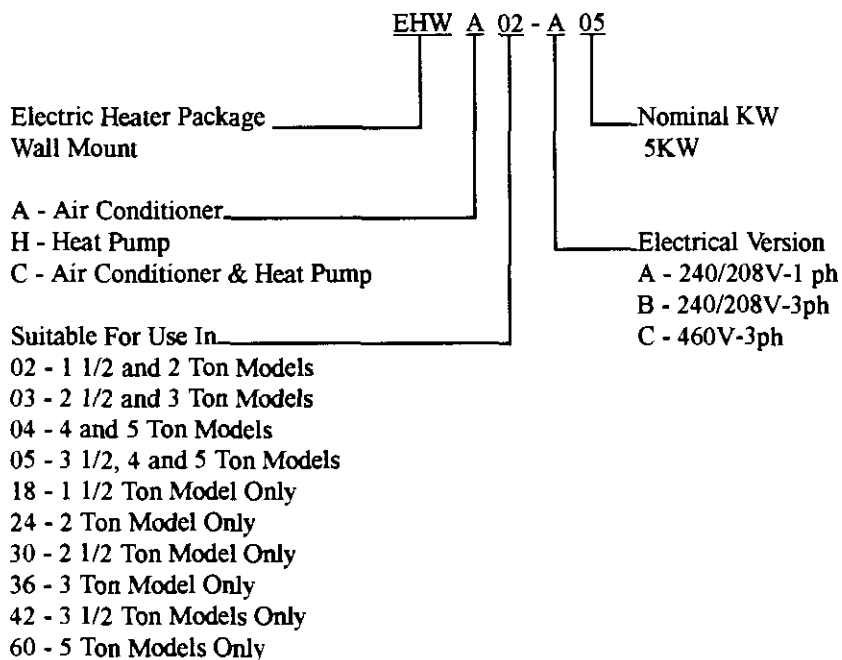 EHW A 02 - A 05
Electric Heater Package
Wall Mount
Nominal KW
5KW
A - Air Conditioner
H - Heat Pump
C - Air Conditioner & Heat Pump
Electrical Version
A - 240/208V-1 ph
B - 240/208V-3ph
C - 460V-3ph
Suitable For Use In
02 - 1 1/2 and 2 Ton Models
03 - 2 1/2 and 3 Ton Models
04 - 4 and 5 Ton Models
05 - 3 1/2, 4 and 5 Ton Models
18 - 1 1/2 Ton Model Only
24 - 2 Ton Model Only
30 - 2 1/2 Ton Model Only
36 - 3 Ton Model Only
42 - 3 1/2 Ton Models Only
60 - 5 Ton Models Only